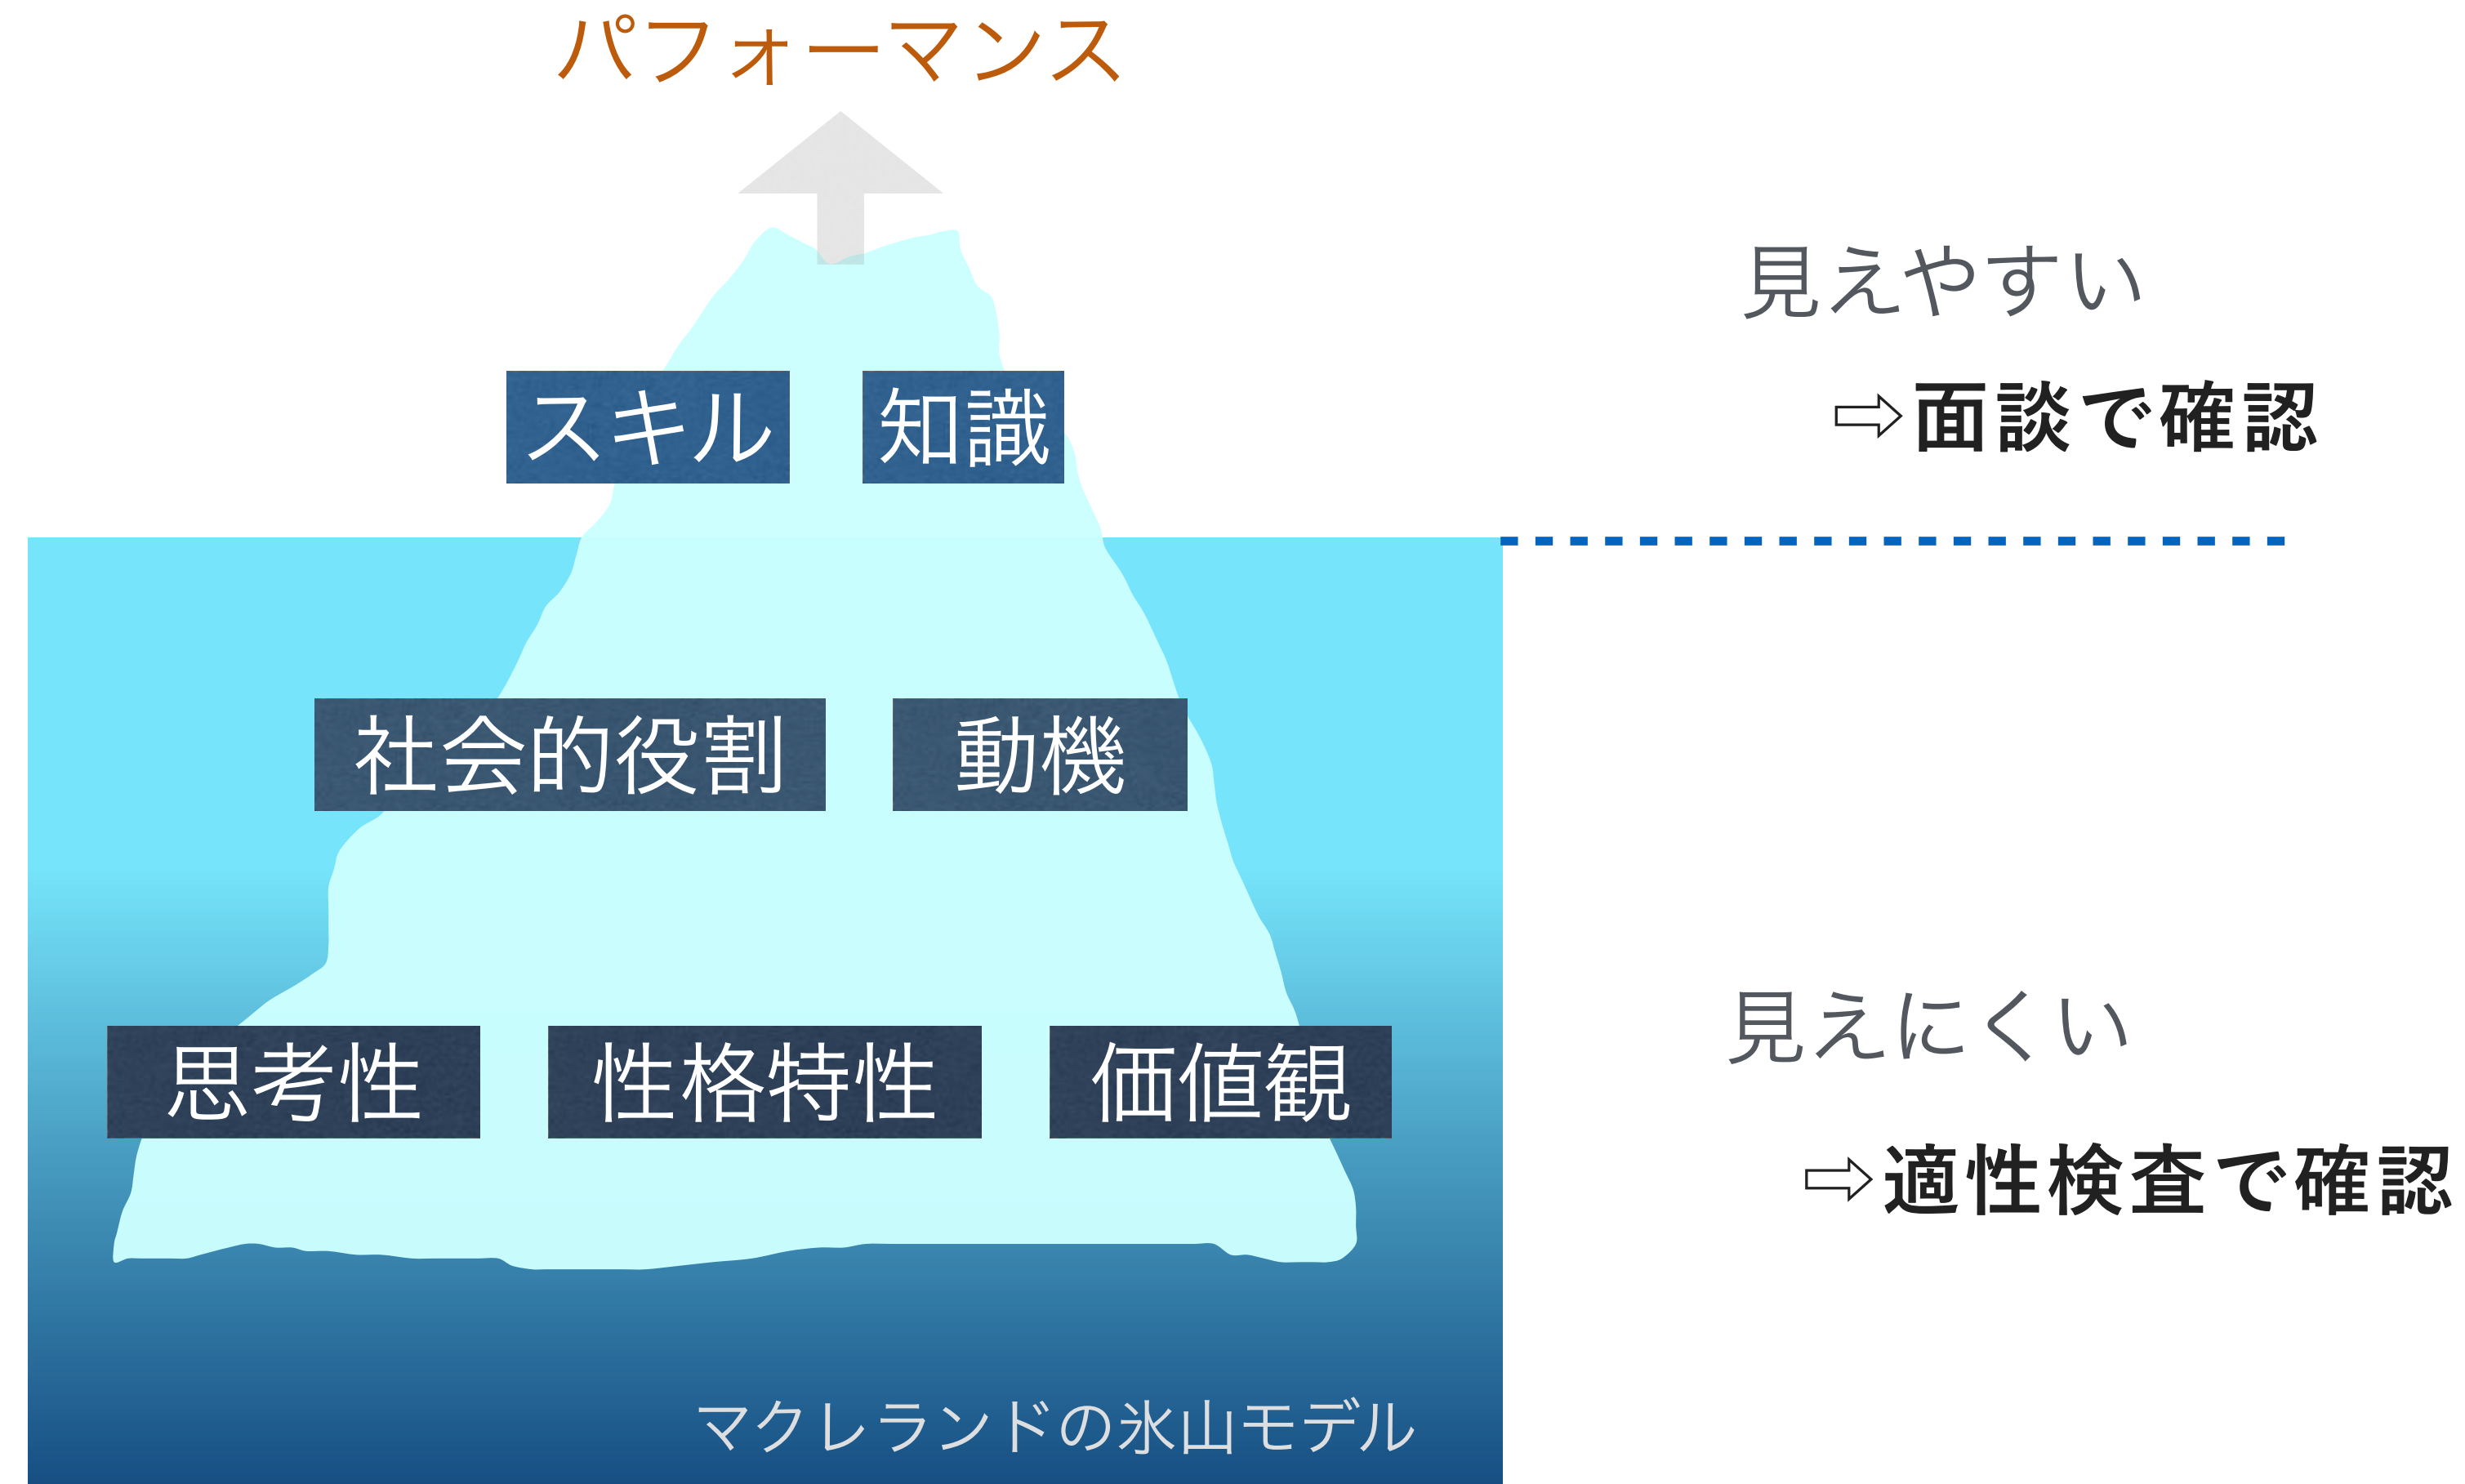 パフォーマンス
見えやすい
⇨面談で確認
スキル
知識
社会的役割
動機
見えにくい
思考性
性格特性
価値観
⇨適性検査で確認
マクレランドの氷山モデル